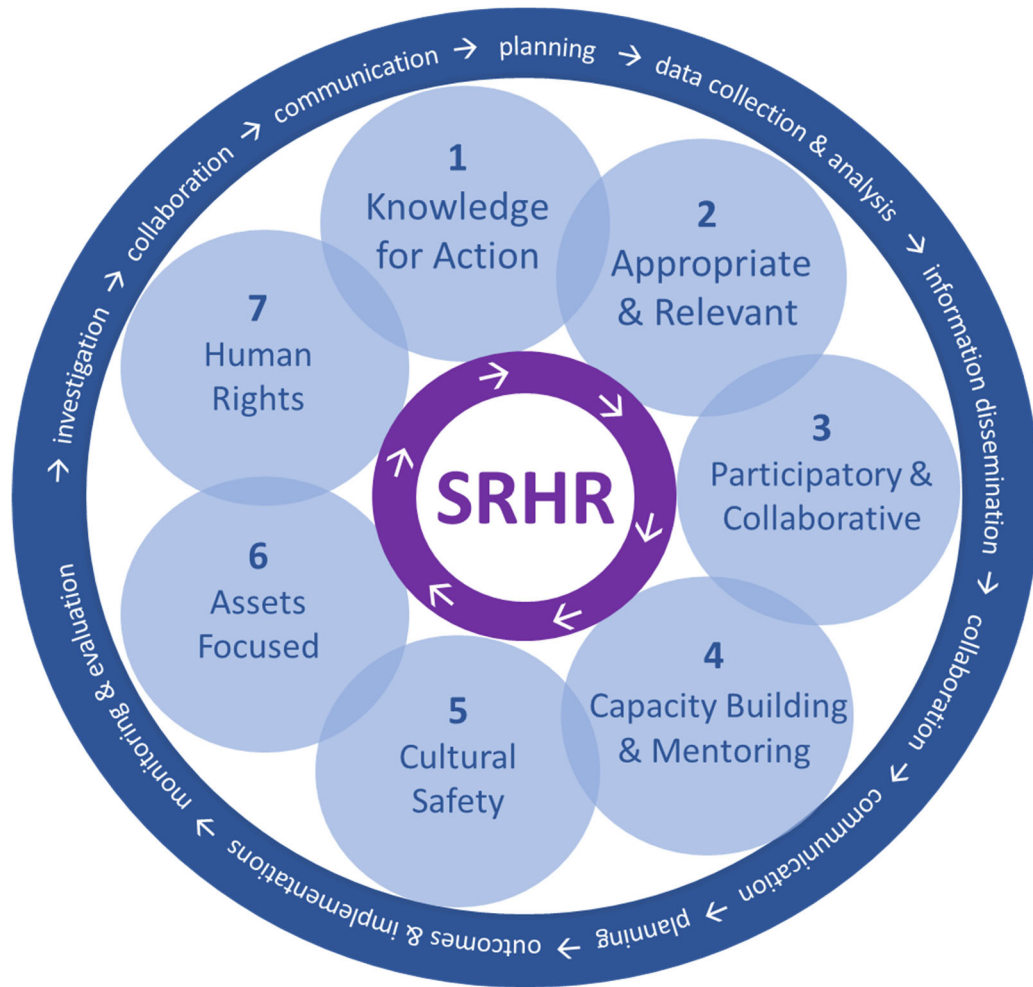 → investigation → collaboration → communication → planning → data collection & analysis → information dissemination → collaboration → communication → planning → outcomes & implementations → monitoring & evaluation
1
Knowledge
for Action
2
Appropriate
& Relevant
3
Participatory &
Collaborative
4
Capacity Building
& Mentoring
5
Cultural
Safety
6
Assets
Focused
7
Human
Rights
SRHR